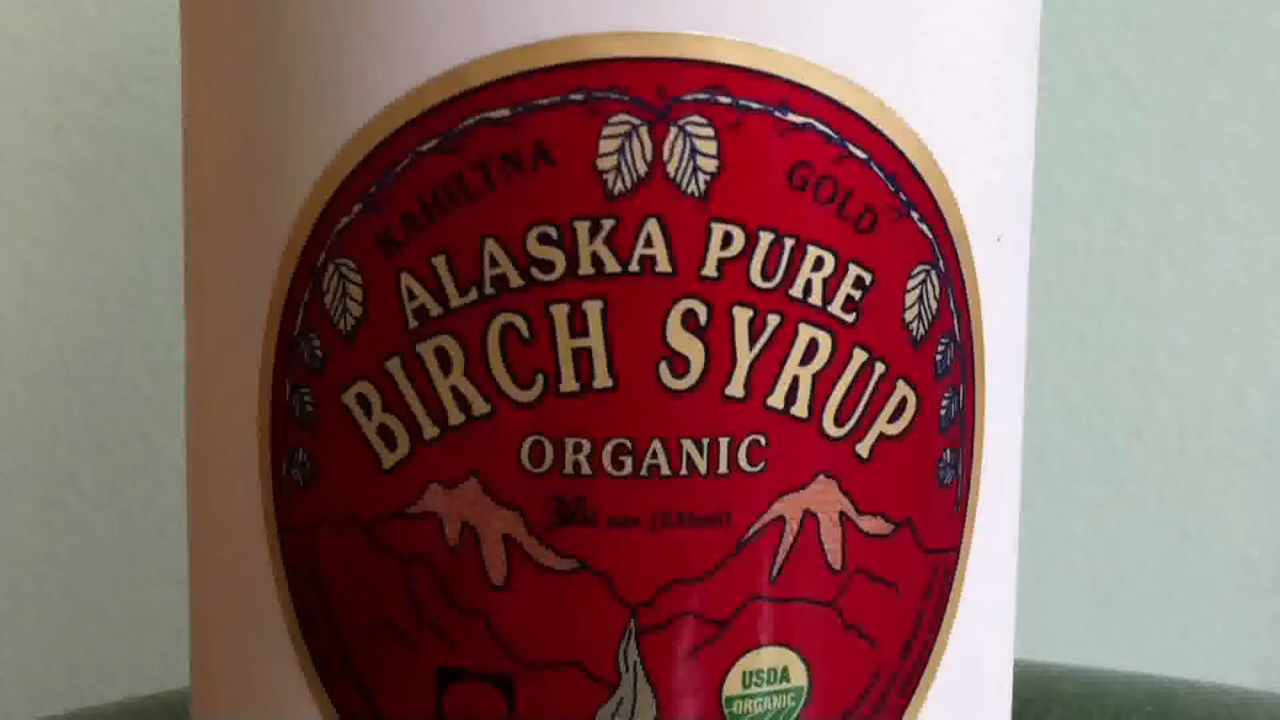 KAHILTNA GOLD
ALASKA PURE
BIRCH SYRUP
ORGANIC
USDA
ORGANIC